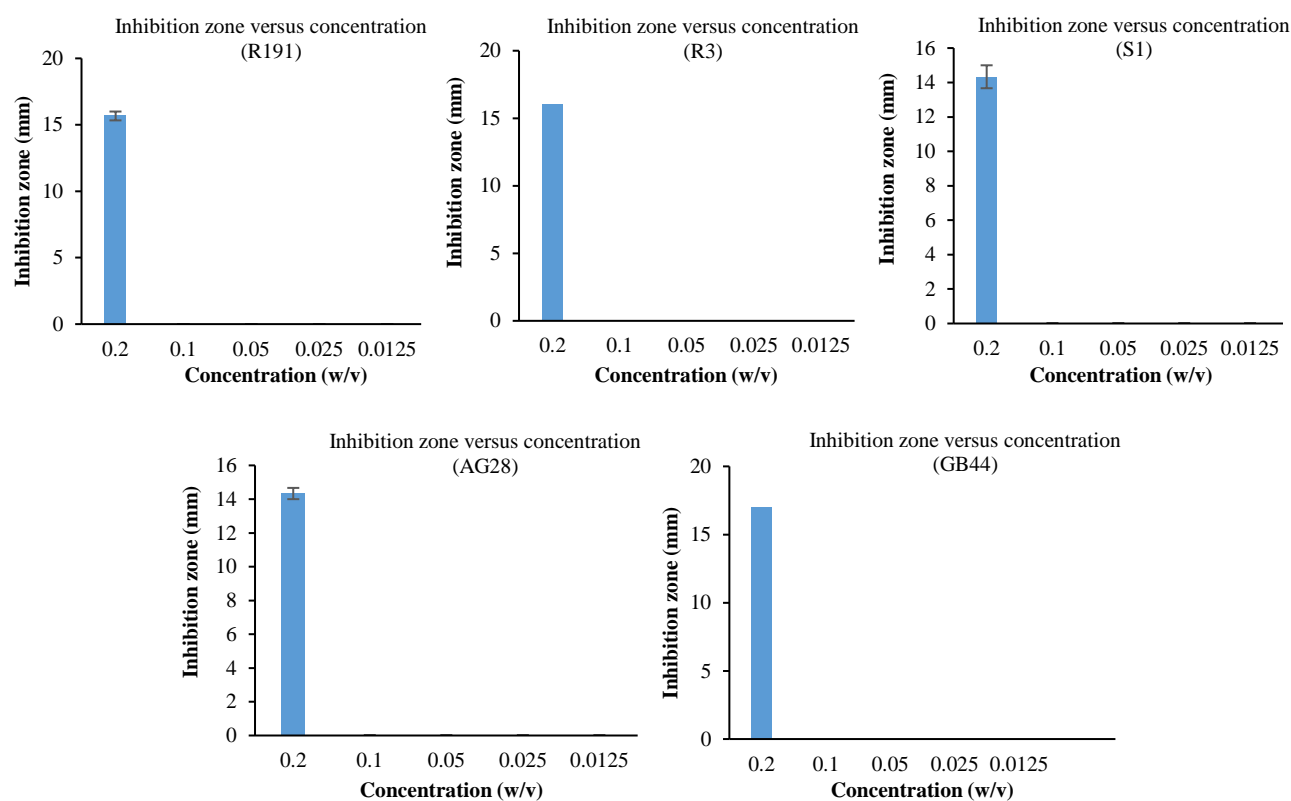 Inhibition zone versus concentration
(R191)
Inhibition zone (mm)
20
15
10
5
0
0.2 0.1 0.05 0.025 0.0125
Concentration (w/v)
Inhibition zone versus concentration
(R3)
Inhibition zone (mm)
20
15
10
5
0
0.2 0.1 0.05 0.025 0.0125
Concentration (w/v)
Inhibition zone versus concentration
(S1)
Inhibition zone (mm)
16
14
12
10
8
6
4
2
0
0.2 0.1 0.05 0.025 0.0125
Concentration (w/v)
Inhibition zone versus concentration
(AG28)
Inhibition zone (mm)
16
14
12
10
8
6
4
2
0
0.2 0.1 0.05 0.025 0.0125
Concentration (w/v)
Inhibition zone versus concentration
(GB44)
Inhibition zone (mm)
20
15
10
5
0
0.2 0.1 0.05 0.025 0.0125
Concentration (w/v)